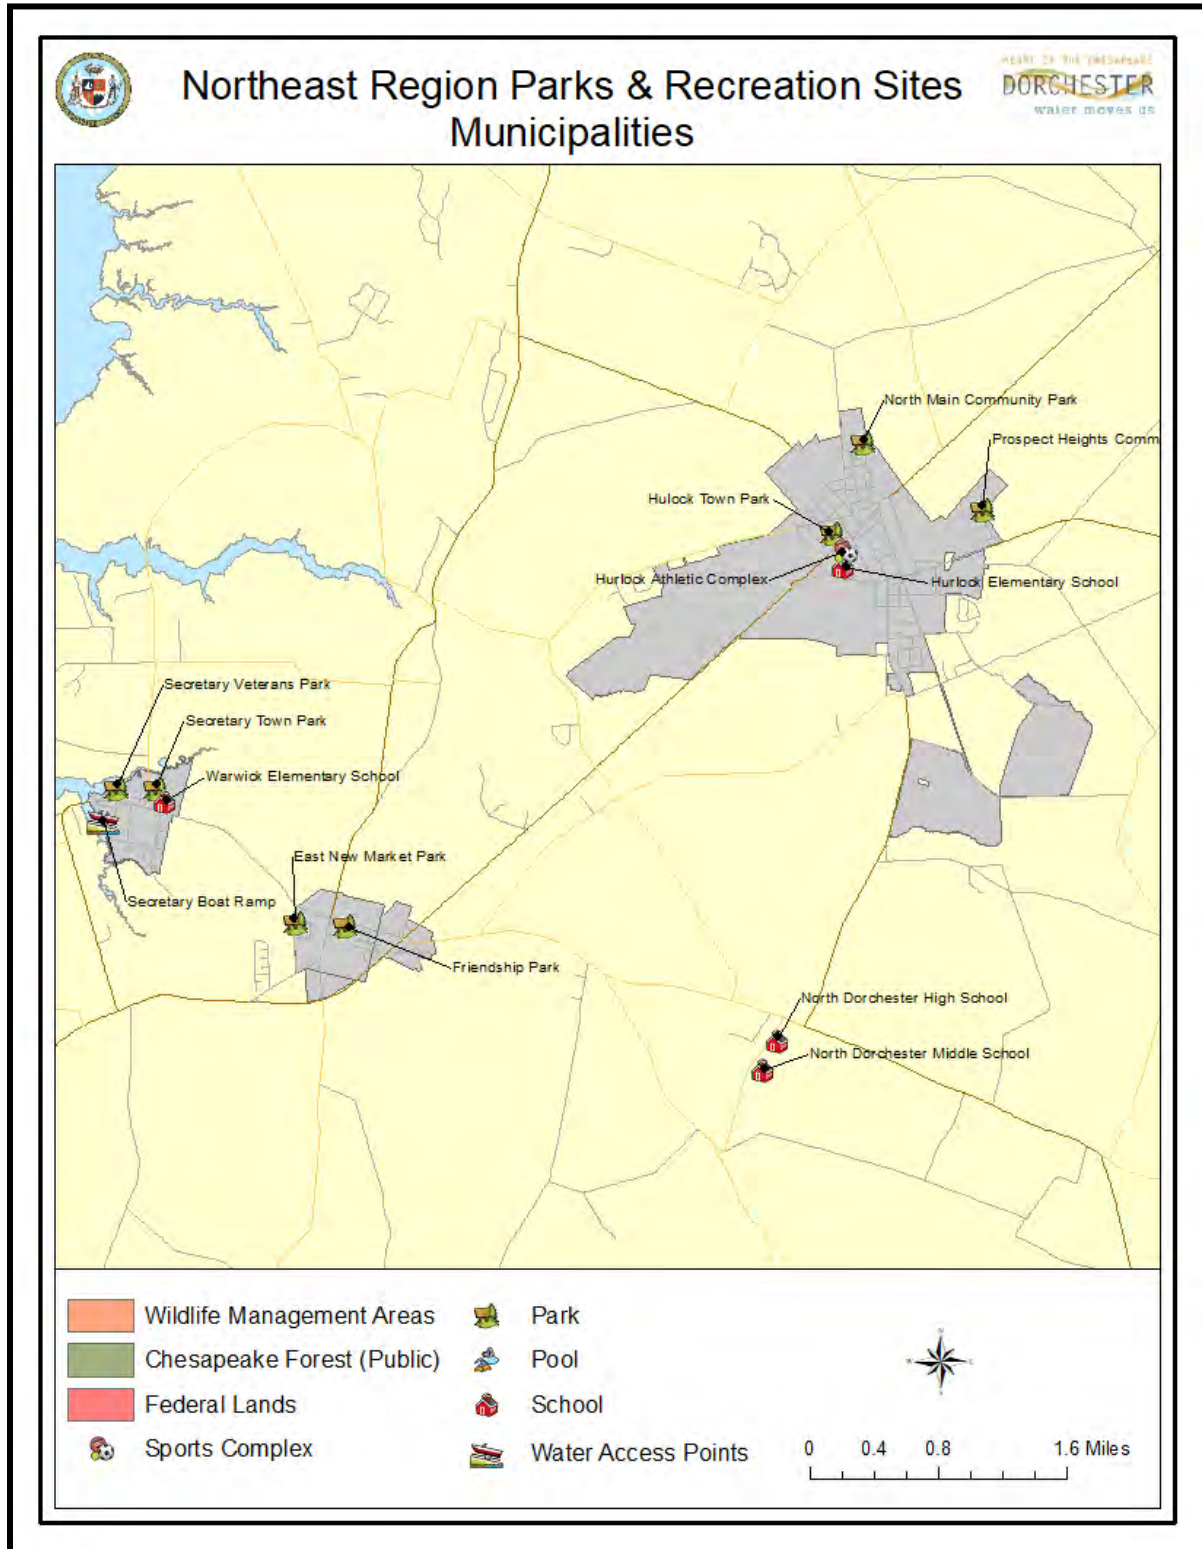 Northeast Region Parks & Recreation Sites
Municipalities
HEART OF THE CHESAPEAKE
DORCHESTER
water moves us
North Main Community Park
Prospect Heights Comm
Hulock Town Park
Hurlock Athletic Complex
Hurlock Elementary School
Secretary Veterans Park
Secretary Town Park
Warwick Elementary School
East New Market Park
Secretary Boat Ramp
Friendship Park
North Dorchester High School
North Dorchester Middle School
Wildlife Management Areas
Chesapeake Forest (Public)
Federal Lands
Sports Complex
Park
Pool
School
Water Access Points
N
W
E
S
0 0.4 0.8 1.6 Miles